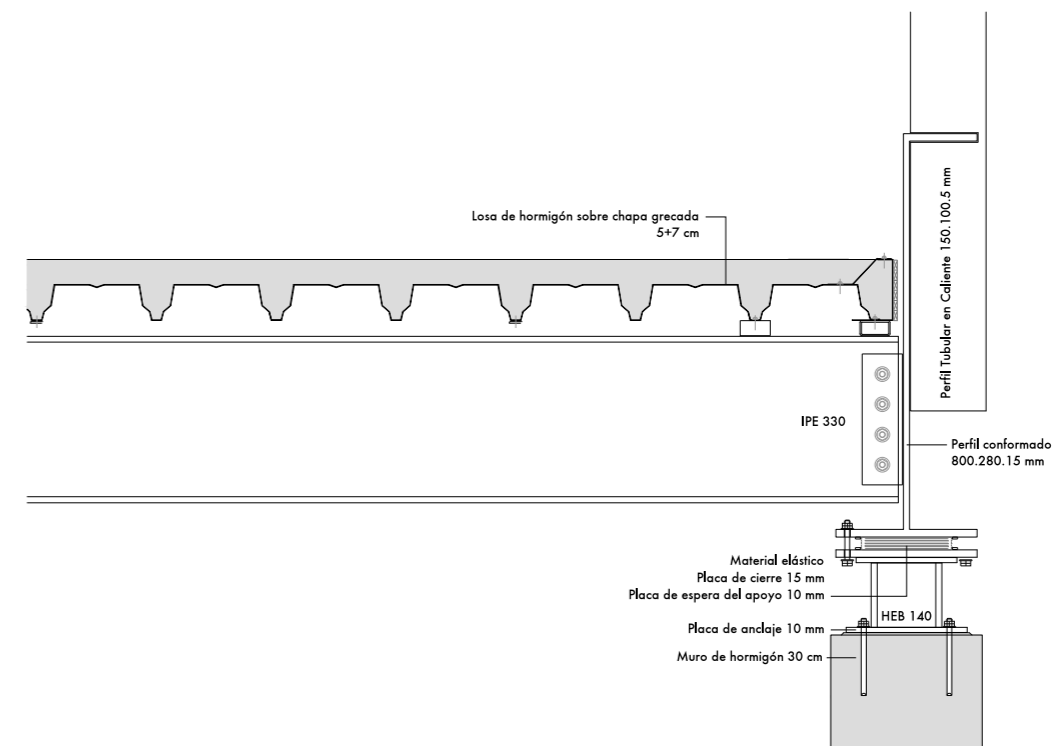 Losa de hormigón sobre chapa grecada
5+7 cm
Perfil Tubular en Caliente 150.100.5 mm
IPE 330
Perfil conformado
800.280.15 mm
Material elástico
Placa de cierre 15 mm
Placa de espera del apoyo 10 mm
HEB 140
Placa de anclaje 10 mm
Muro de hormigón 30 cm